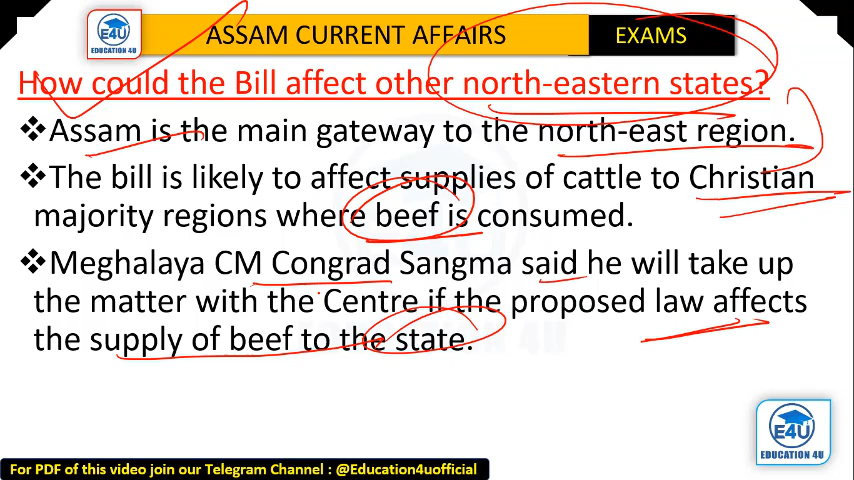 E4U
EDUCATION 4U
ASSAM CURRENT AFFAIRS
EXAMS
How could the Bill affect other north-eastern states?
❖Assam is the main gateway to the north-east region.
❖The bill is likely to affect supplies of cattle to Christian
majority regions where beef is consumed.
❖Meghalaya CM Congrad Sangma said he will take up
the matter with the Centre if the proposed law affects
the supply of beef to the state.
EDUCATION 4U
E4U
EDUCATION 4U
For PDF of this video join our Telegram Channel : @Education4uofficial